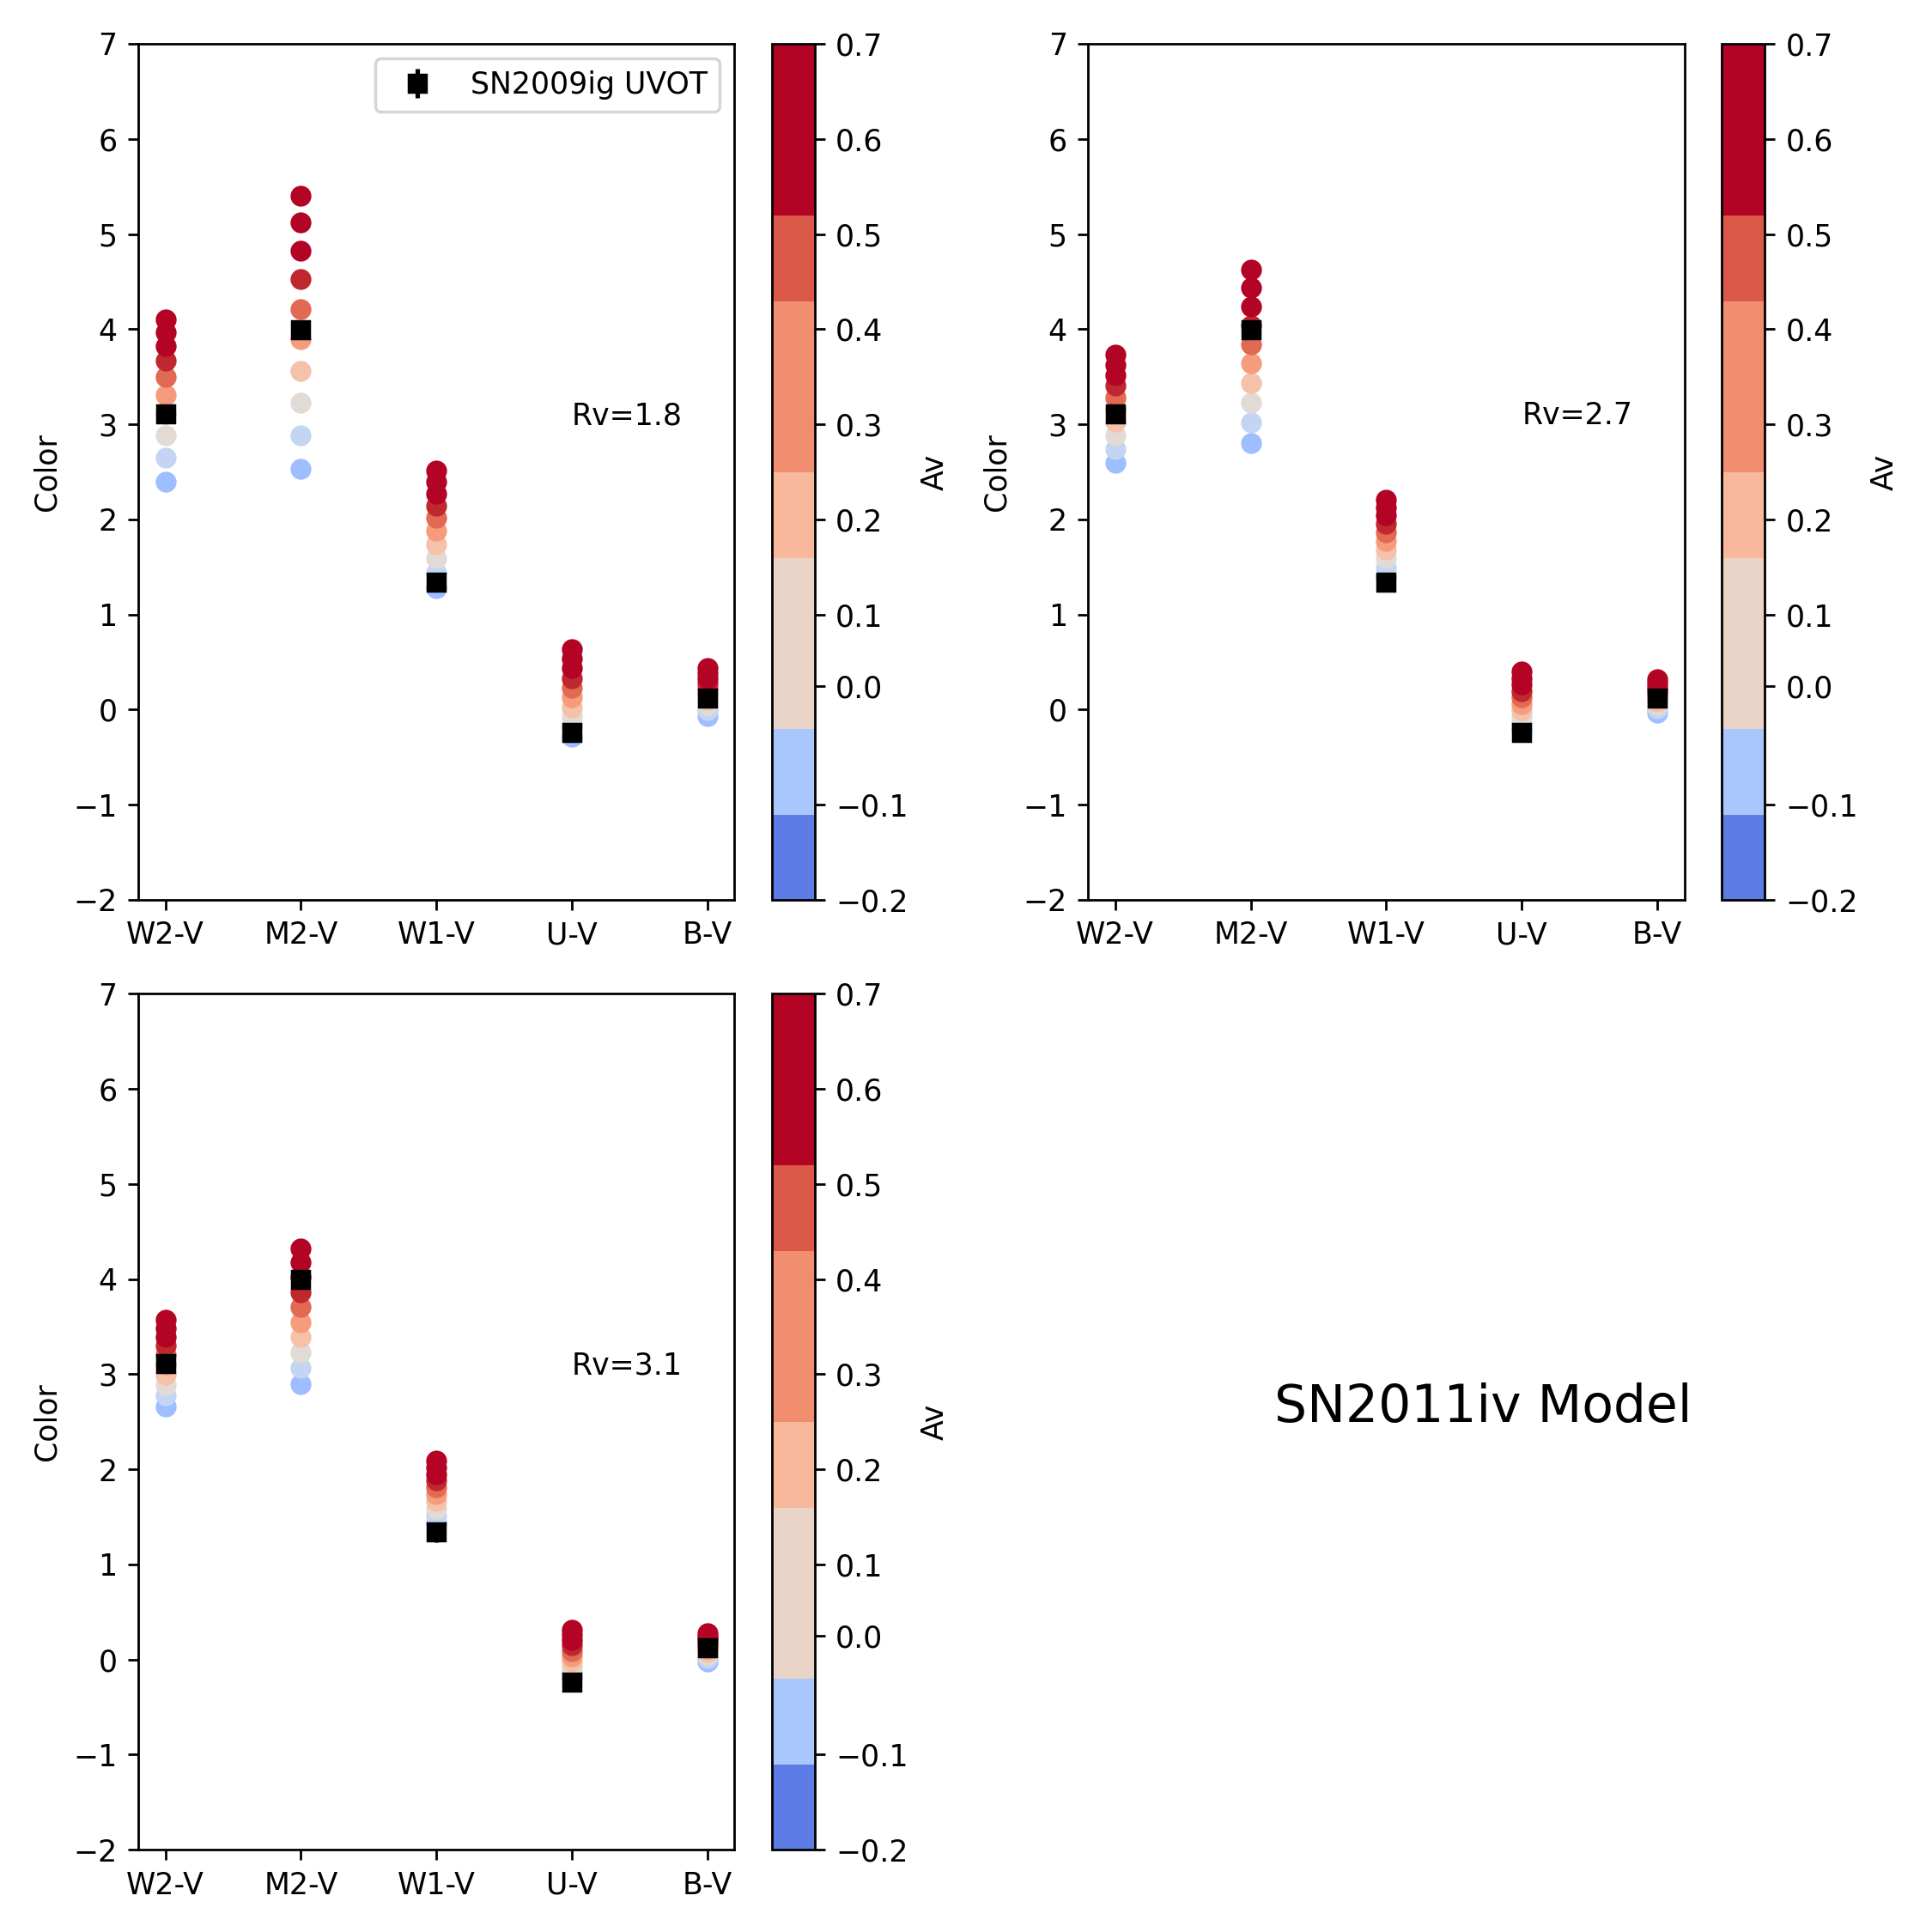 7
6
5
4
3
2
1
0
−1
−2
Color
W2-V
M2-V
W1-V
U-V
B-V
SN2009ig UVOT
Rv=1.8
0.7
0.6
0.5
0.4
0.3
0.2
0.1
0.0
−0.1
−0.2
Av
7
6
5
4
3
2
1
0
−1
−2
Color
W2-V
M2-V
W1-V
U-V
B-V
Rv=2.7
0.7
0.6
0.5
0.4
0.3
0.2
0.1
0.0
−0.1
−0.2
Av
7
6
5
4
3
2
1
0
−1
−2
Color
W2-V
M2-V
W1-V
U-V
B-V
Rv=3.1
0.7
0.6
0.5
0.4
0.3
0.2
0.1
0.0
−0.1
−0.2
Av
SN2011iv Model